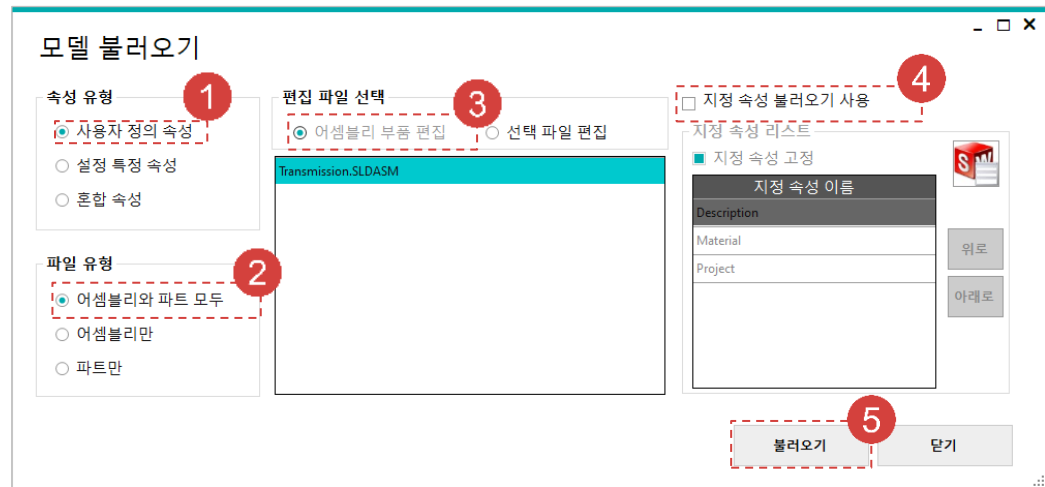 모델 불러오기
속성 유형
1
사용자 정의 속성
설정 특정 속성
혼합 속성
파일 유형
2
어셈블리와 파트 모두
어셈블리만
파트만
편집 파일 선택
3
어셈블리 부품 편집
선택 파일 편집
Transmission.SLDASM
4
지정 속성 불러오기 사용
지정 속성 리스트
지정 속성 고정
SW
지정 속성 이름
Description
Material
Project
위로
아래로
5
불러오기
닫기